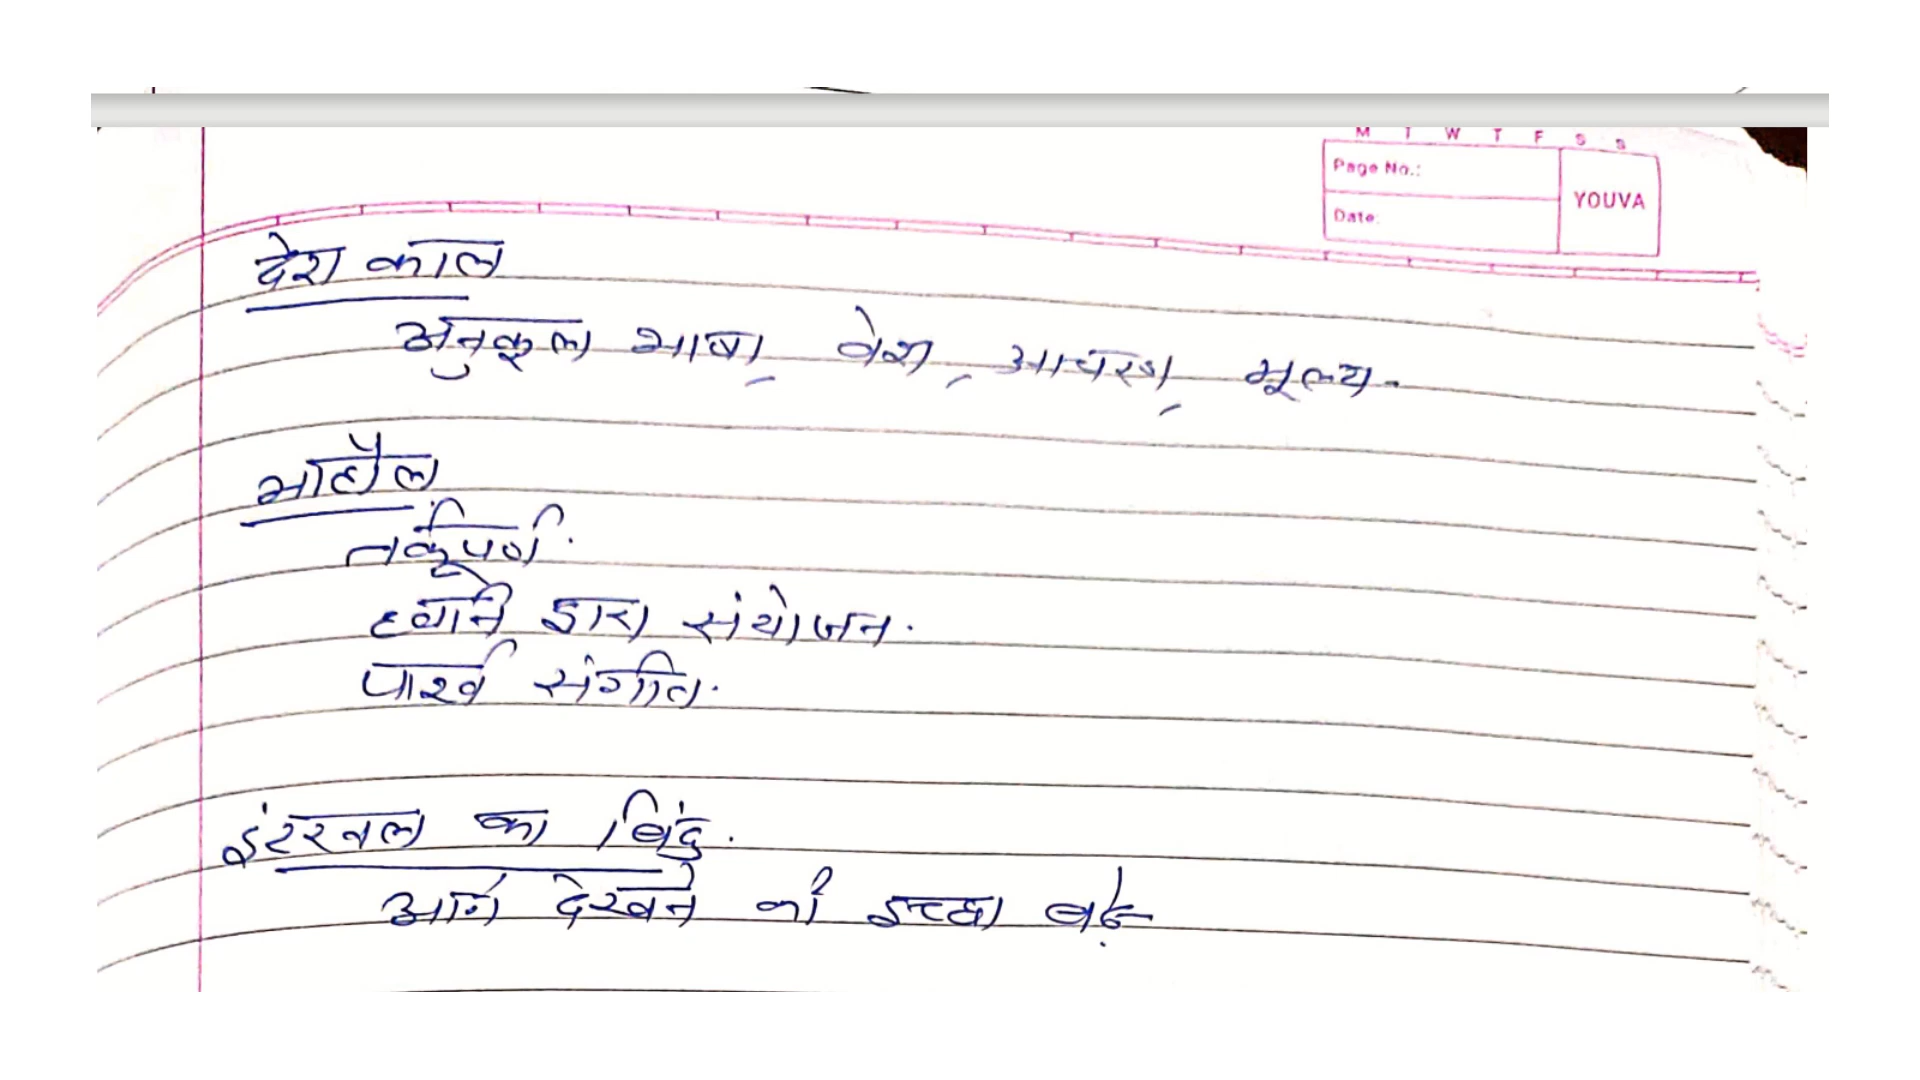 M T W T F S S
Page No.:
YOUVA
Date:
देश काल
अनुकूल भाषा, वेश, आचरण, मूल्य.
माहौल
तर्कपूर्ण.
ध्वनि द्वारा संयोजन.
पार्श्व संगीत.
इंटरवल का बिंदु.
आगे देखने की इच्छा बढ़े